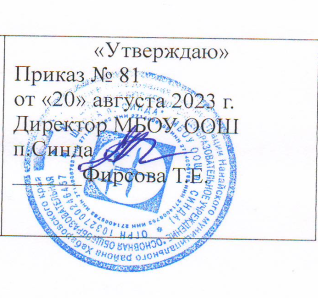 «Утверждаю»
Приказ № 81
от «20» августа 2023 г.
Директор МБОУ ООШ
п.Синда
Фирсова Т.Е.